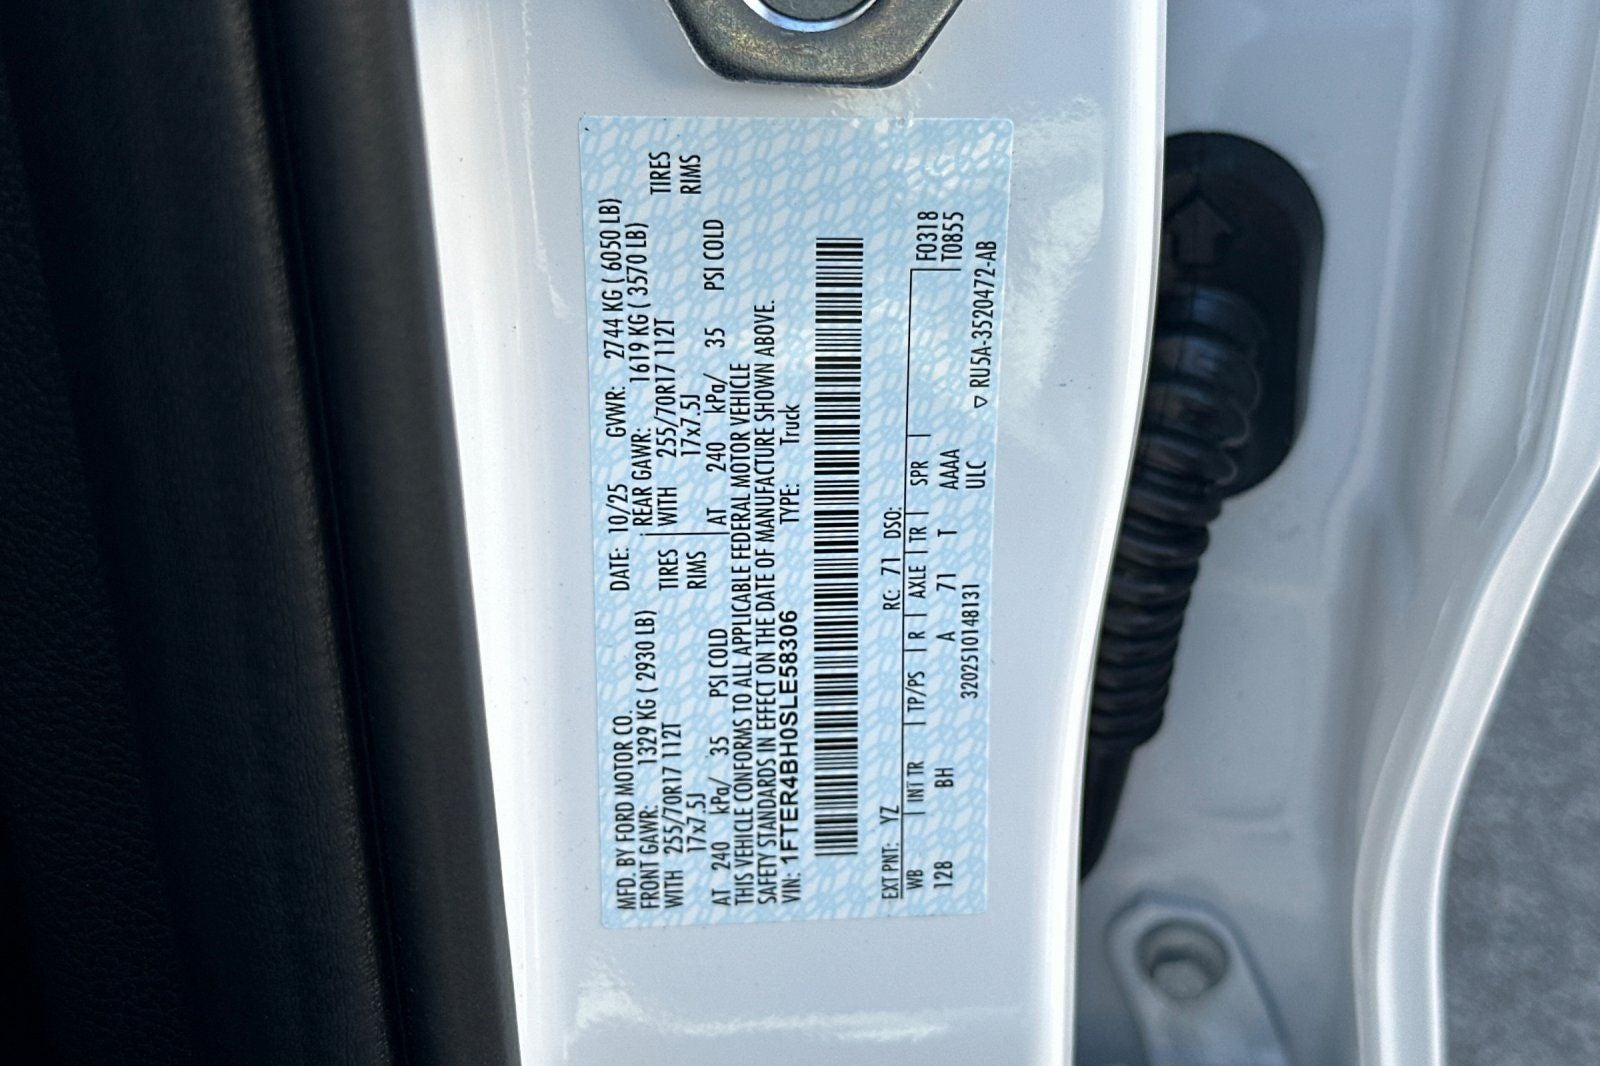 MFD. BY FORD MOTOR CO. DATE: 10/25 GVWR: 2744 KG ( 6050 LB)
FRONT GAWR: 1329 KG ( 2930 LB) REAR GAWR: 1619 KG ( 3570 LB)
WITH 255/70R17 112T TIRES WITH 255/70R17 112T TIRES
17x7.5J RIMS 17x7.5J RIMS
AT 240 kPa/ 35 PSI COLD AT 240 kPa/ 35 PSI COLD
THIS VEHICLE CONFORMS TO ALL APPLICABLE FEDERAL MOTOR VEHICLE
SAFETY STANDARDS IN EFFECT ON THE DATE OF MANUFACTURE SHOWN ABOVE.
VIN: 1FTER4BH0SLE58306 TYPE: Truck
EXT PNT: YZ RC: 71 DSO:
WB | INT TR | TP/PS | R | AXLE | TR | SPR | F0318
128 BH A 71 T AAAA T0855
3202510148131 ULC
▽ RU5A-3520472-AB